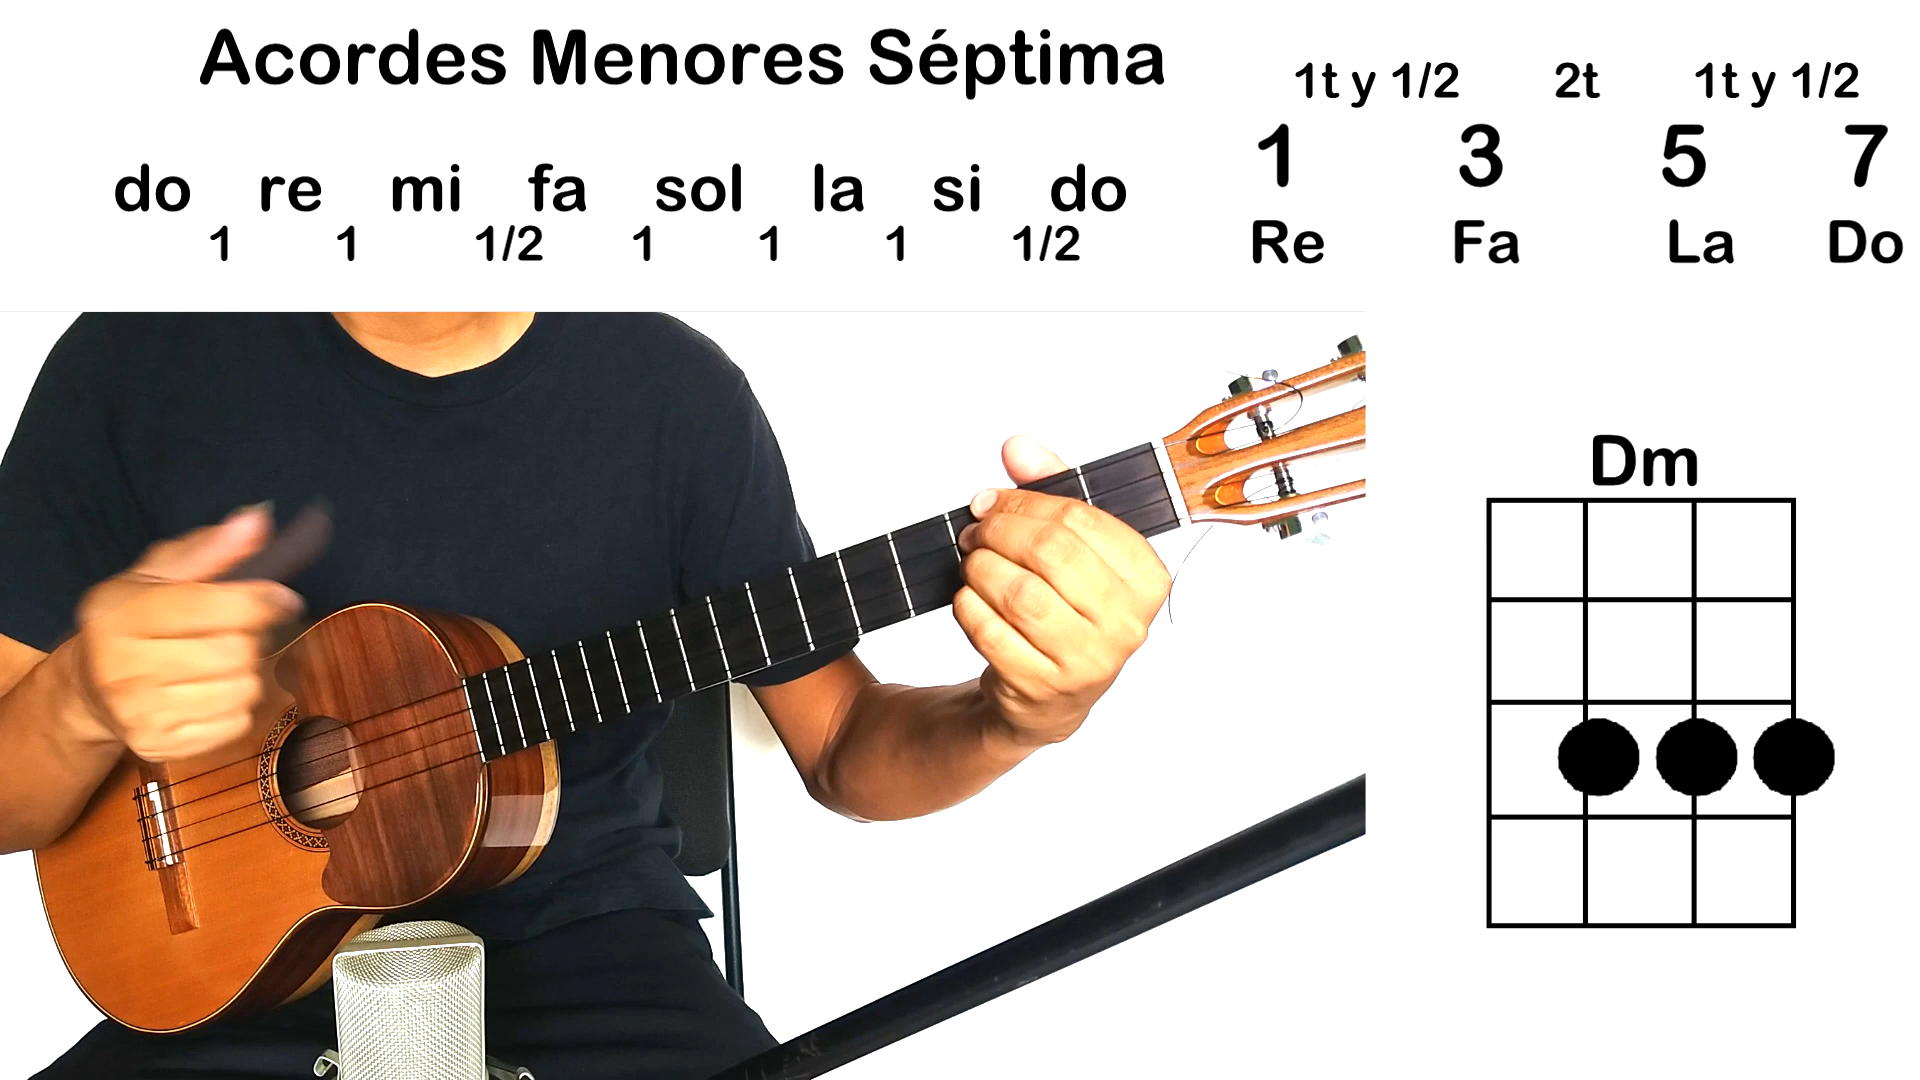 Acordes Menores Séptima
do re mi fa sol la si do
1 1 1/2 1 1 1 1/2
1t y 1/2 2t 1t y 1/2
1 3 5 7
Re Fa La Do
Dm